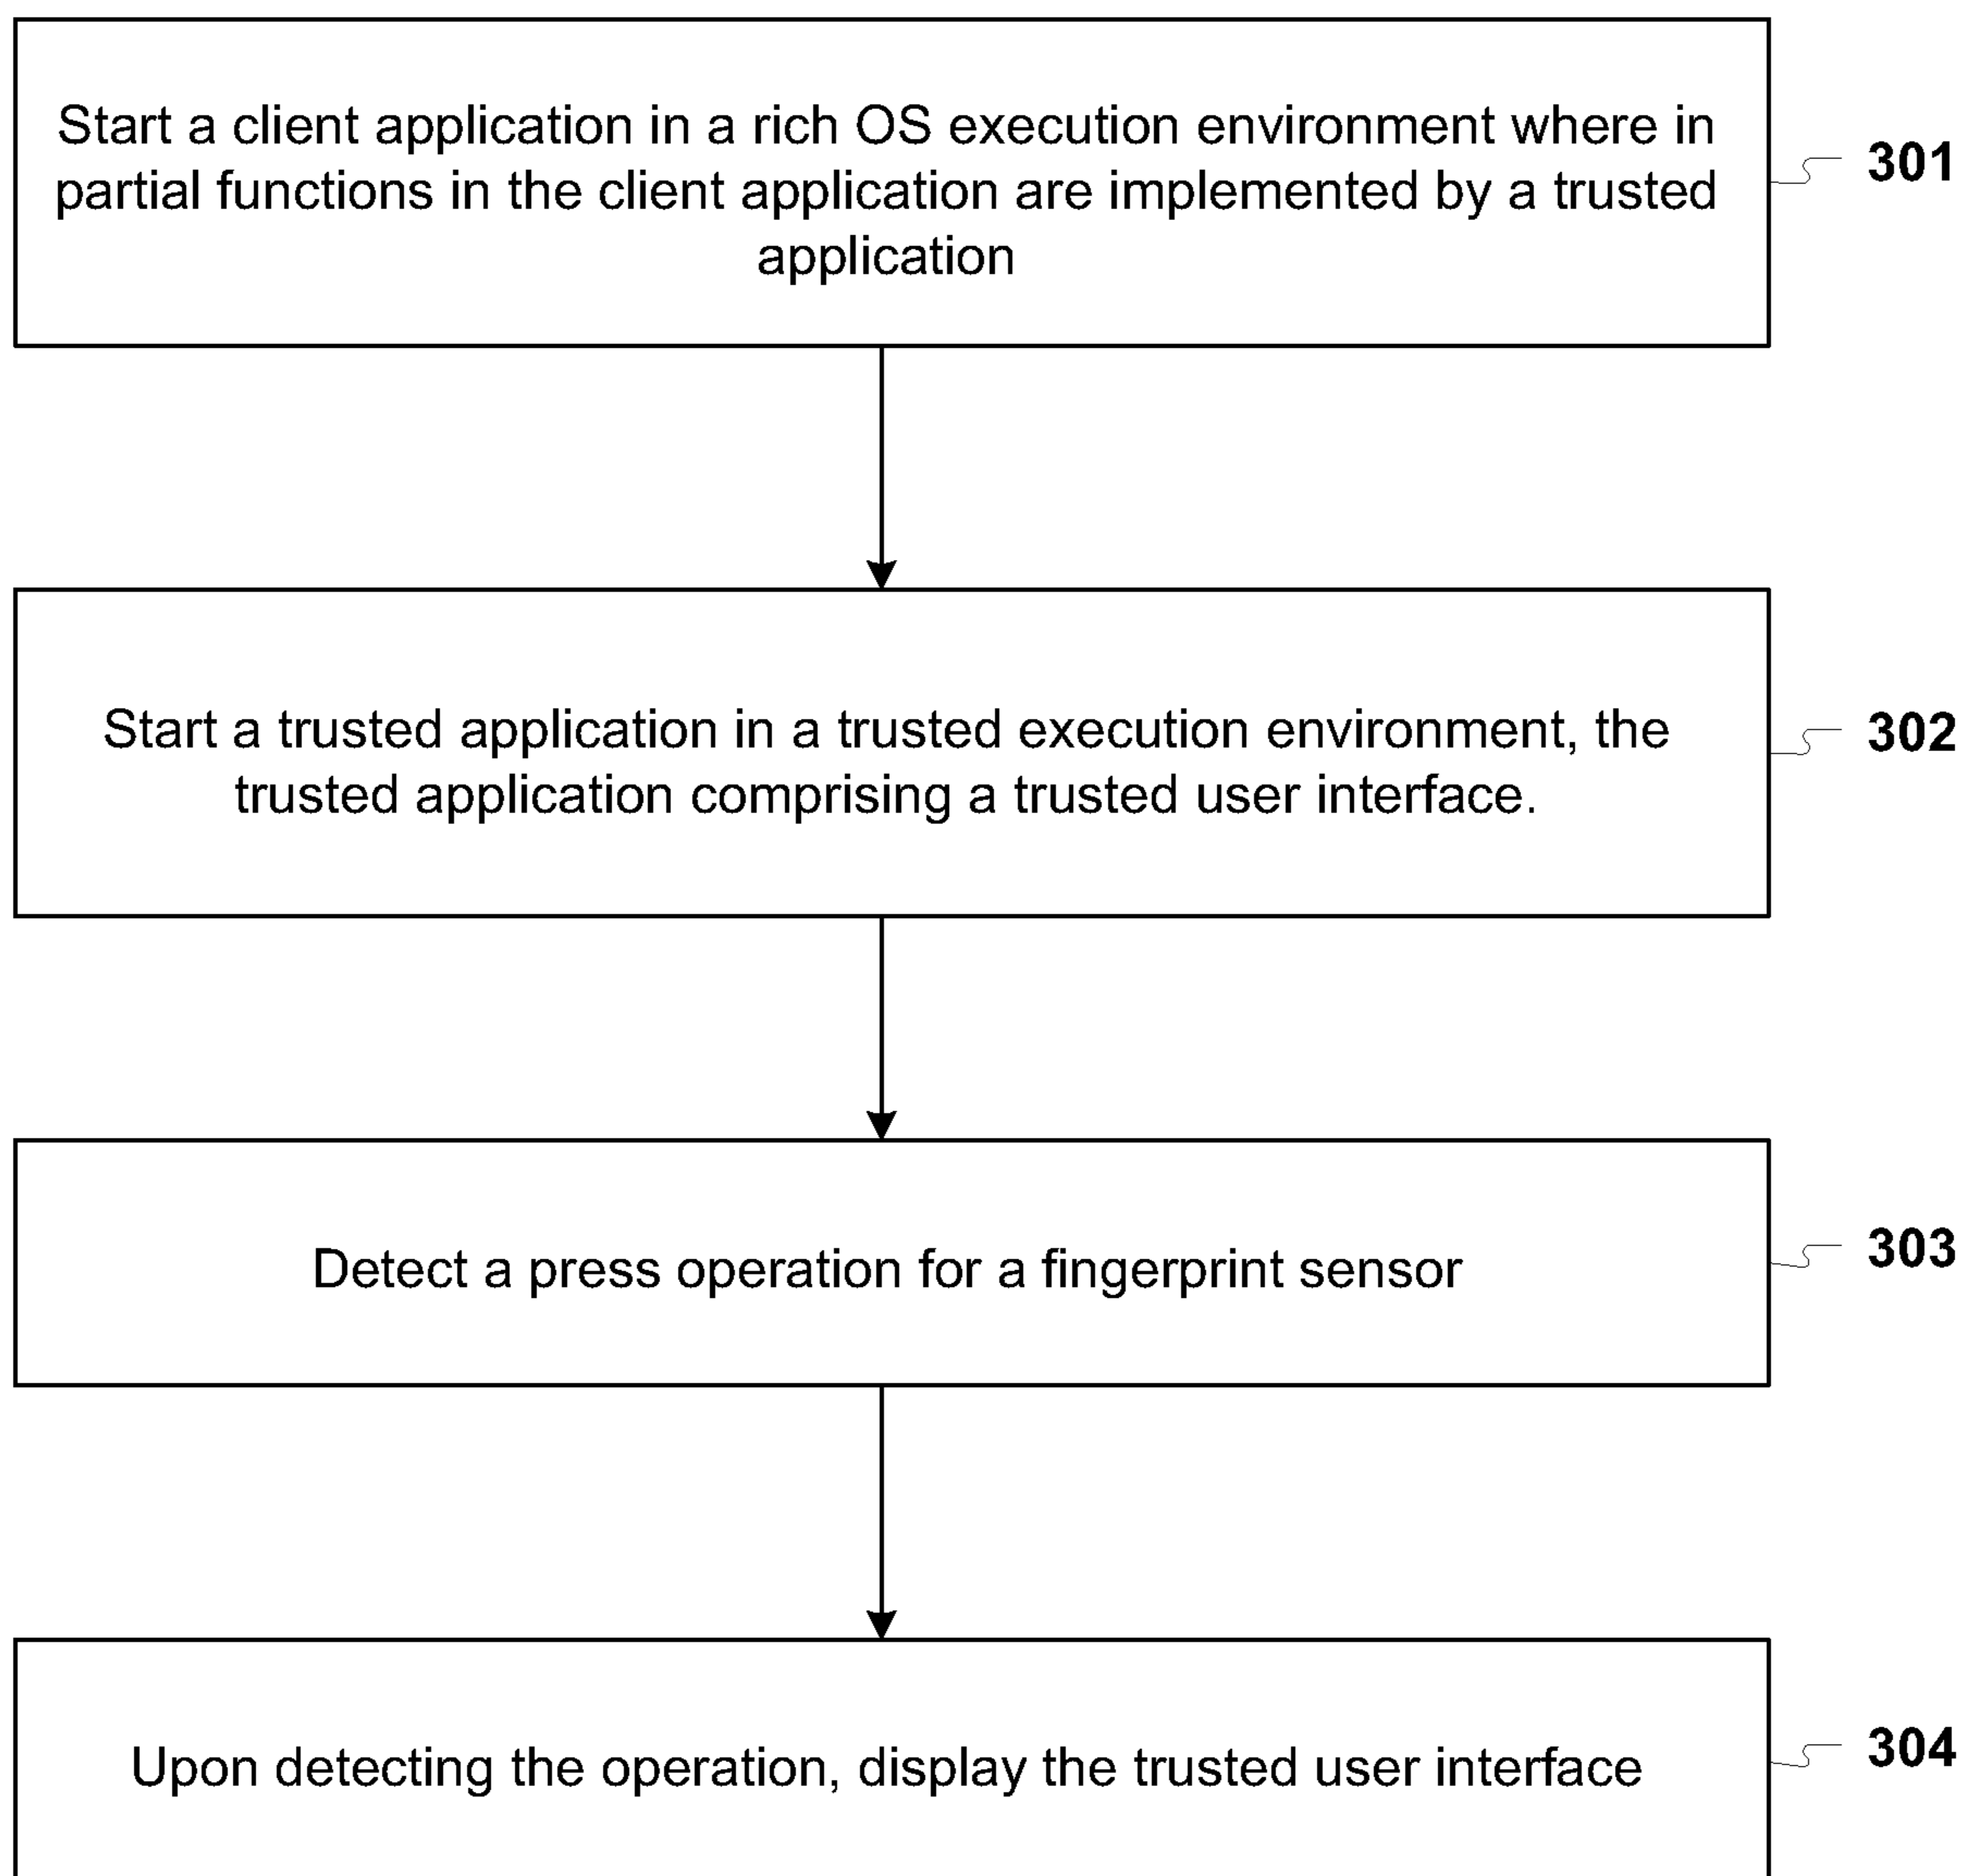 Start a client application in a rich OS execution environment where in
partial functions in the client application are implemented by a trusted
application
301
Start a trusted application in a trusted execution environment, the
trusted application comprising a trusted user interface.
302
Detect a press operation for a fingerprint sensor
303
Upon detecting the operation, display the trusted user interface
304